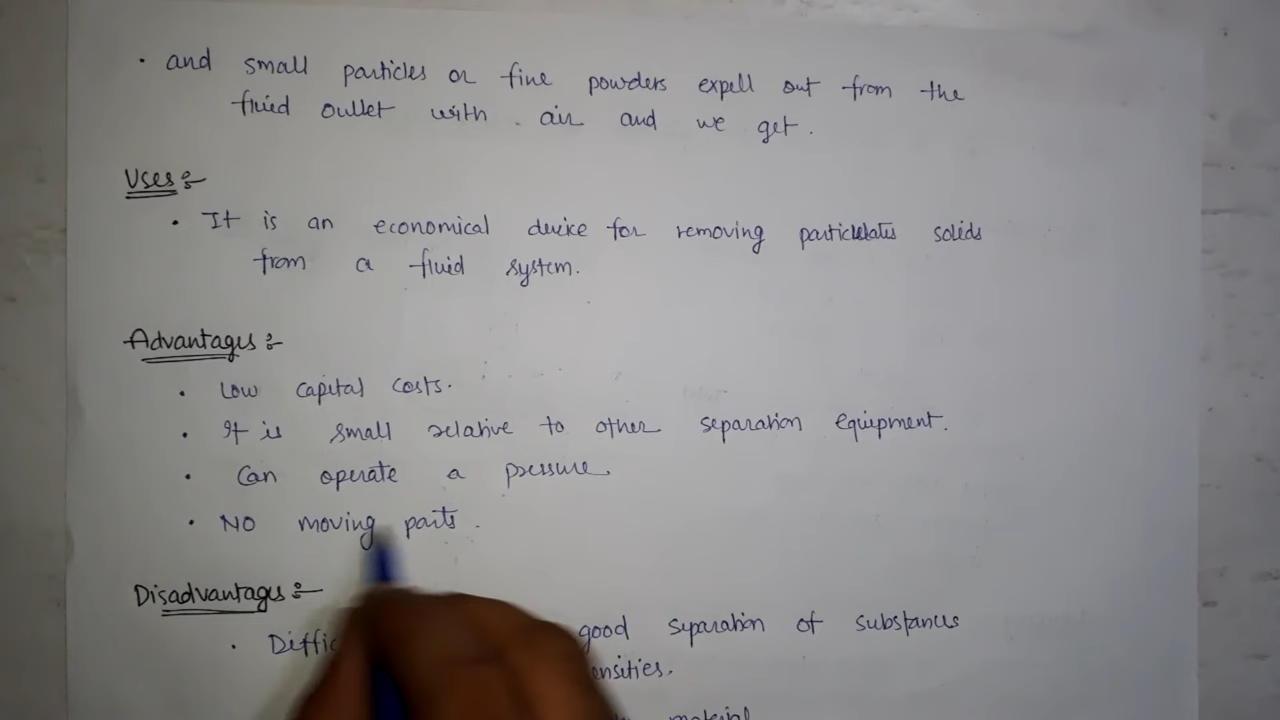 • and small particles or fine powders expell out from the
fluid outlet with . air and we get .
Uses :-
• It is an economical device for removing particlelates solids
from a fluid system.
Advantages :-
• Low capital costs.
• It is small relative to other separation equipment.
• Can operate a pressure.
• NO moving parts .
Disadvantages :-
• good separation of substances